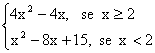 4x² – 4x, se x ≥ 2
x² – 8x + 15, se x < 2